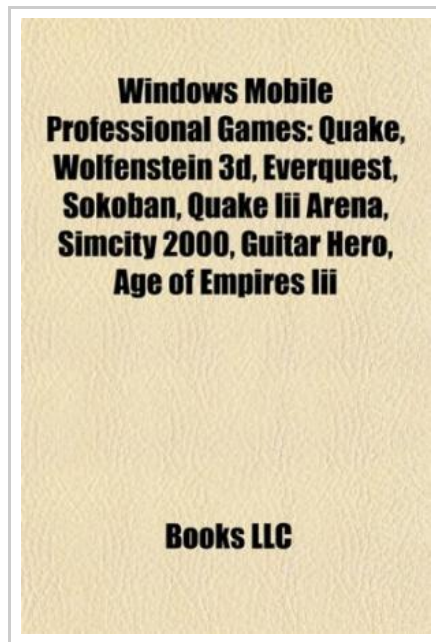 Windows Mobile
Professional Games: Quake,
Wolfenstein 3d, Everquest,
Sokoban, Quake Iii Arena,
Simcity 2000, Guitar Hero,
Age of Empires Iii
Books LLC